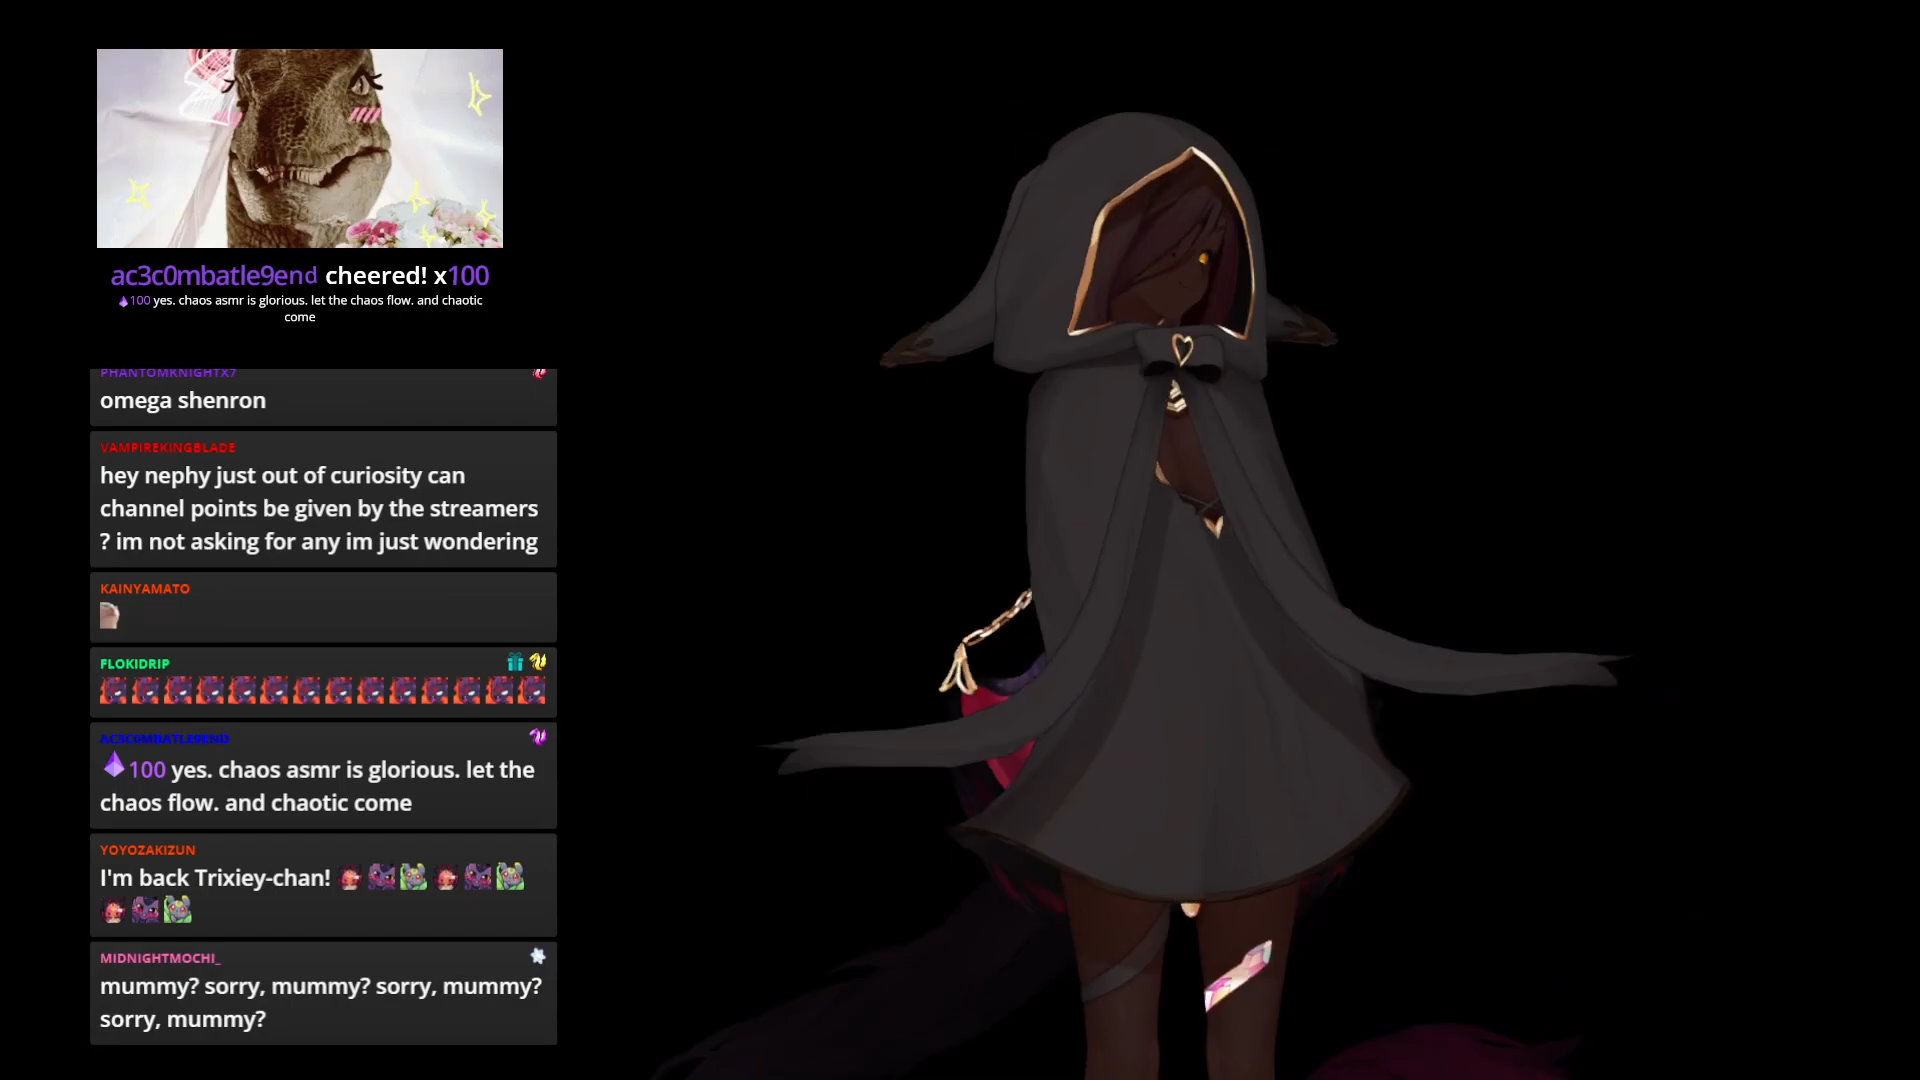 ac3c0mbatle9end cheered! x100
100 yes. chaos asmr is glorious. let the chaos flow. and chaotic
come
PHANTOMKNIGHTX7
omega shenron
VAMPIREKINGBLADE
hey nephy just out of curiosity can
channel points be given by the streamers
? im not asking for any im just wondering
KAINYAMATO
FLOKIDRIP
AC3C0MBATLE9END
100 yes. chaos asmr is glorious. let the
chaos flow. and chaotic come
YOYOZAKIZUN
I'm back Trixiey-chan!
MIDNIGHTMOCHI_
mummy? sorry, mummy? sorry, mummy?
sorry, mummy?